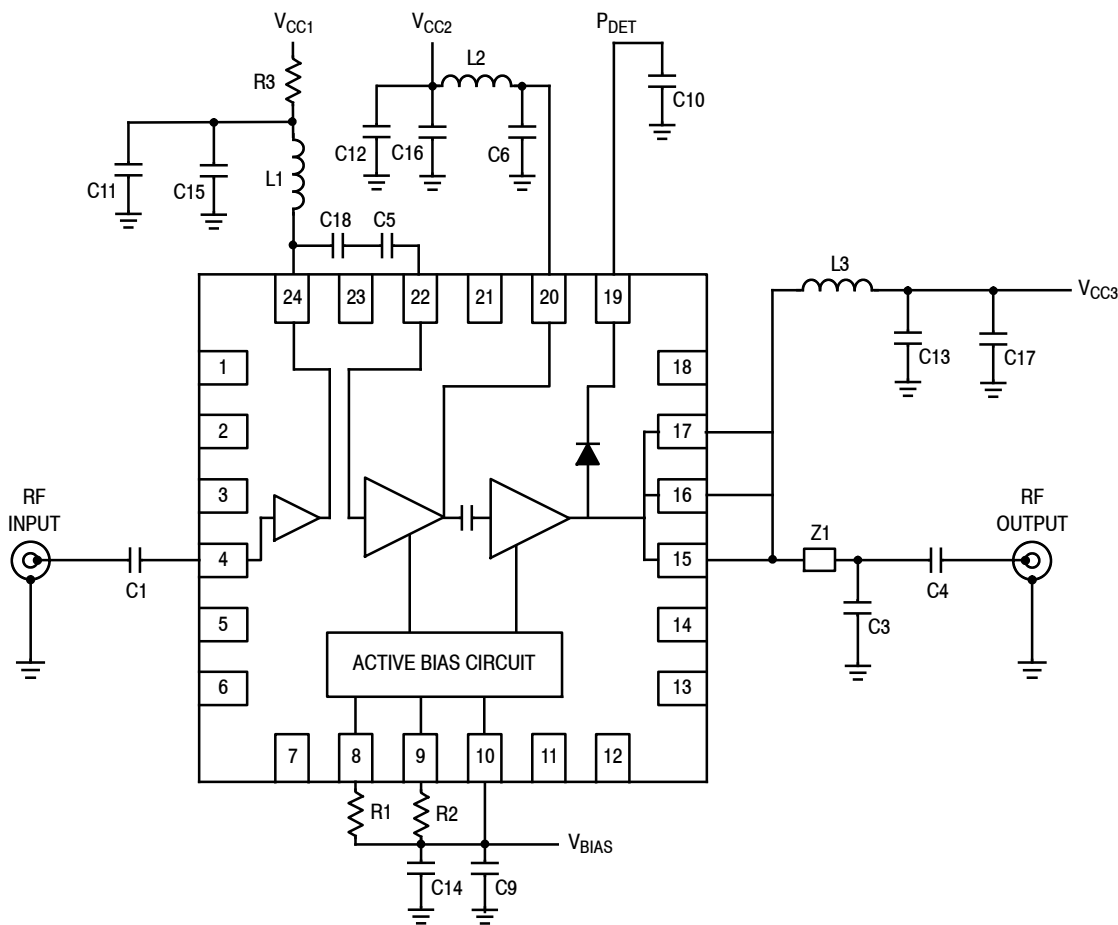 VCC1
VCC2
PDET
R3
L2
C10
C12
C16
C6
C11
C15
L1
C18
C5
L3
VCC3
C13
C17
24
23
22
21
20
19
1
2
3
4
5
6
18
17
16
15
14
13
RF
INPUT
C1
RF
OUTPUT
Z1
C4
C3
ACTIVE BIAS CIRCUIT
7
8
9
10
11
12
R1
R2
VBIAS
C14
C9